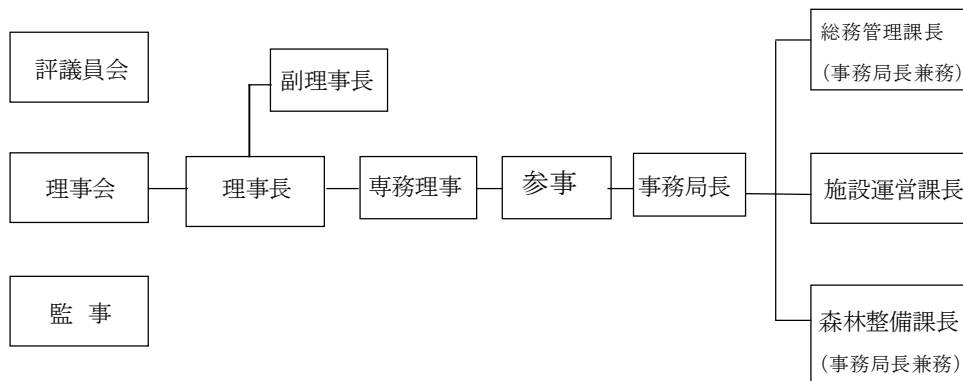 総務管理課長
(事務局長兼務)
評議員会
副理事長
理事会
理事長
専務理事
参事
事務局長
施設運営課長
監 事
森林整備課長
(事務局長兼務)